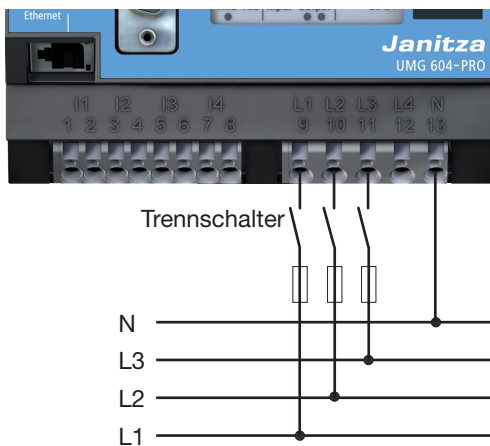 Ethernet
Janitza
UMG 604-PRO
I1 I2 I3 I4 L1 L2 L3 L4 N
1 2 3 4 5 6 7 8 9 10 11 12 13
Trennschalter
N
L3
L2
L1